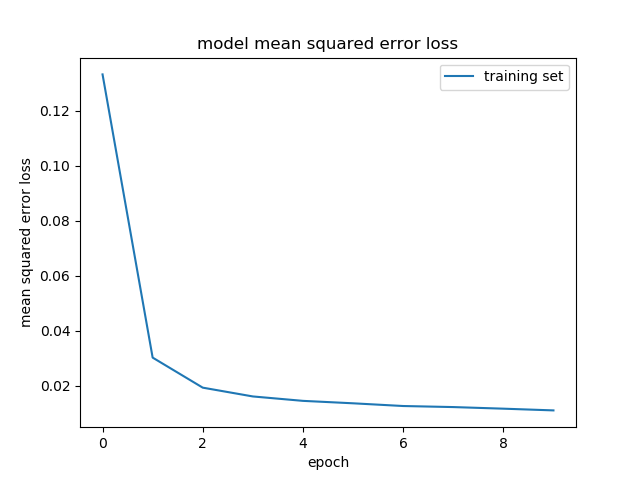 model mean squared error loss
training set
mean squared error loss
0.12
0.10
0.08
0.06
0.04
0.02
0 2 4 6 8
epoch